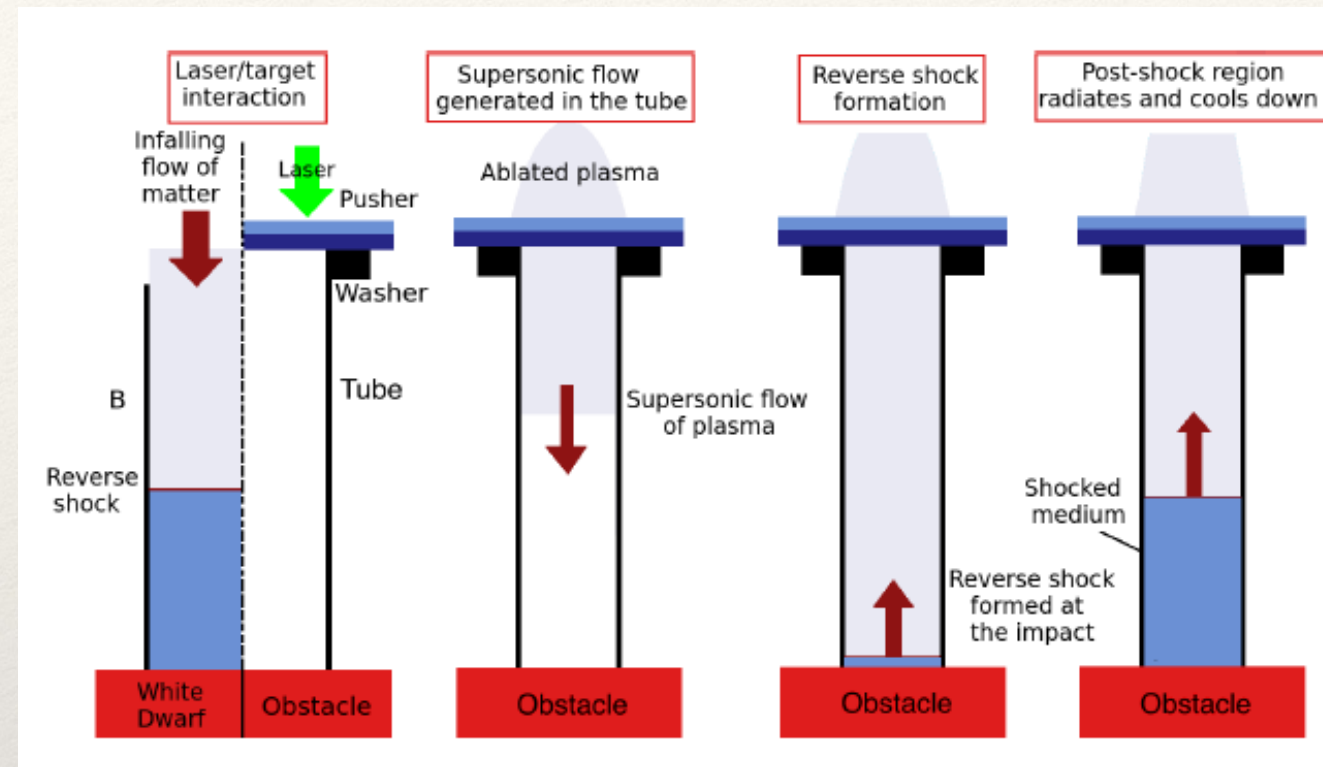 Laser/target
interaction
Supersonic flow
generated in the tube
Reverse shock
formation
Post-shock region
radiates and cools down
Infalling
flow of
matter
Laser
Pusher
Washer
Tube
B
Reverse
shock
White
Dwarf
Obstacle
Ablated plasma
Supersonic flow
of plasma
Obstacle
Reverse shock
formed at
the impact
Obstacle
Shocked
medium
Obstacle